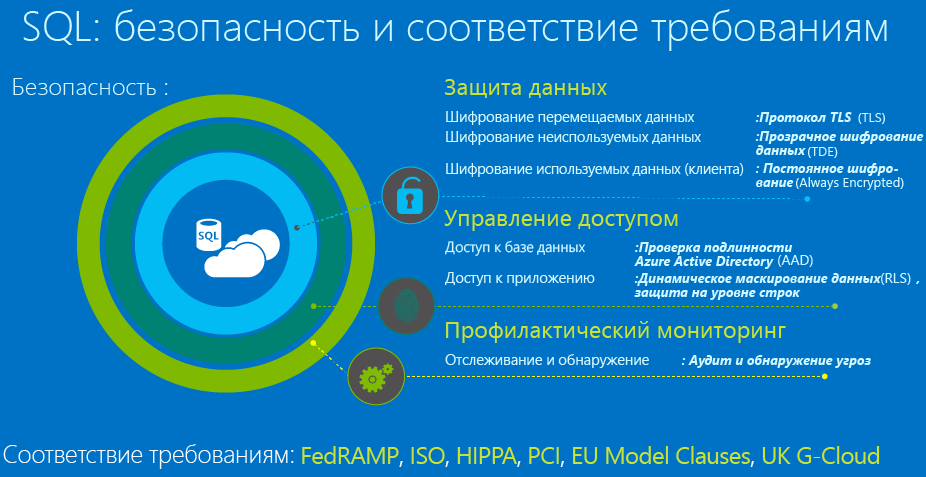 SQL: безопасность и соответствие требованиям
Безопасность :
SQL
Защита данных
Шифрование перемещаемых данных :Протокол TLS (TLS)
Шифрование неиспользуемых данных :Прозрачное шифрование
данных (TDE)
Шифрование используемых данных (клиента) : Постоянное шифро-
вание (Always Encrypted)
Управление доступом
Доступ к базе данных :Проверка подлинности
Azure Active Directory (AAD)
Доступ к приложению :Динамическое маскирование данных(RLS) ,
защита на уровне строк
Профилактический мониторинг
Отслеживание и обнаружение : Аудит и обнаружение угроз
Соответствие требованиям: FedRAMP, ISO, HIPPA, PCI, EU Model Clauses, UK G-Cloud